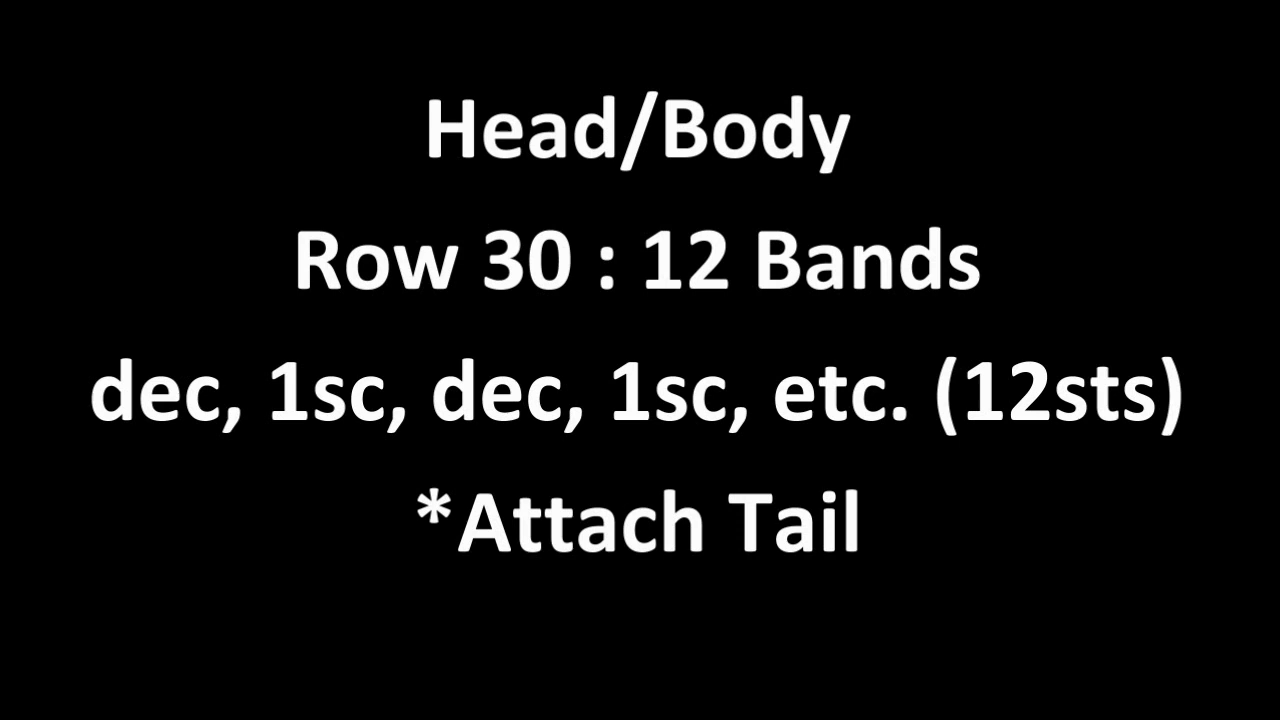 Head/Body
Row 30 : 12 Bands
dec, 1sc, dec, 1sc, etc. (12sts)
*Attach Tail